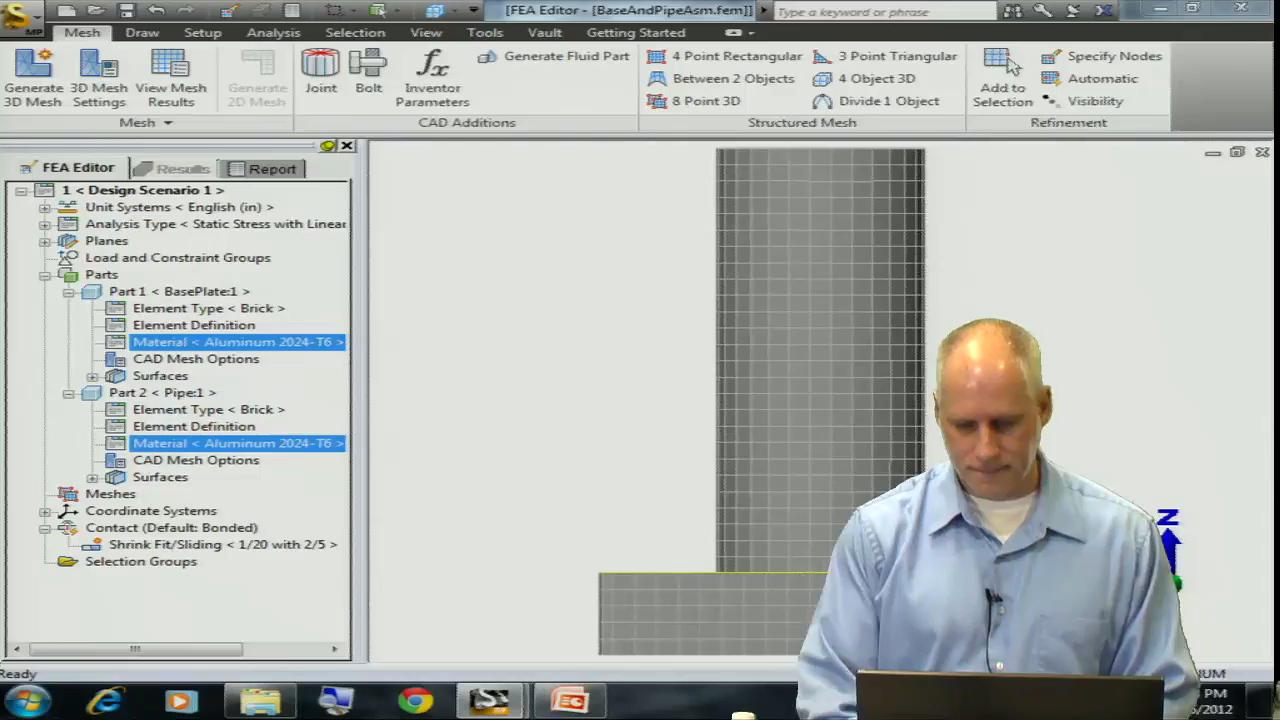 [FEA Editor - [BaseAndPipeAsm.fem]]
Type a keyword or phrase
MP
Mesh Draw Setup Analysis Selection View Tools Vault Getting Started
Generate 3D Mesh
3D Mesh Settings
View Mesh Results
Generate 2D Mesh
Mesh
Joint
Bolt
Inventor Parameters
Generate Fluid Part
CAD Additions
4 Point Rectangular
Between 2 Objects
8 Point 3D
3 Point Triangular
4 Object 3D
Divide 1 Object
Structured Mesh
Add to Selection
Specify Nodes
Automatic
Visibility
Refinement
FEA Editor Results Report
1 < Design Scenario 1 >
Unit Systems < English (in) >
Analysis Type < Static Stress with Linear
Planes
Load and Constraint Groups
Parts
Part 1 < BasePlate:1 >
Element Type < Brick >
Element Definition
Material < Aluminum 2024-T6 >
CAD Mesh Options
Surfaces
Part 2 < Pipe:1 >
Element Type < Brick >
Element Definition
Material < Aluminum 2024-T6 >
CAD Mesh Options
Surfaces
Meshes
Coordinate Systems
Contact (Default: Bonded)
Shrink Fit/Sliding < 1/20 with 2/5 >
Selection Groups
Z
Ready